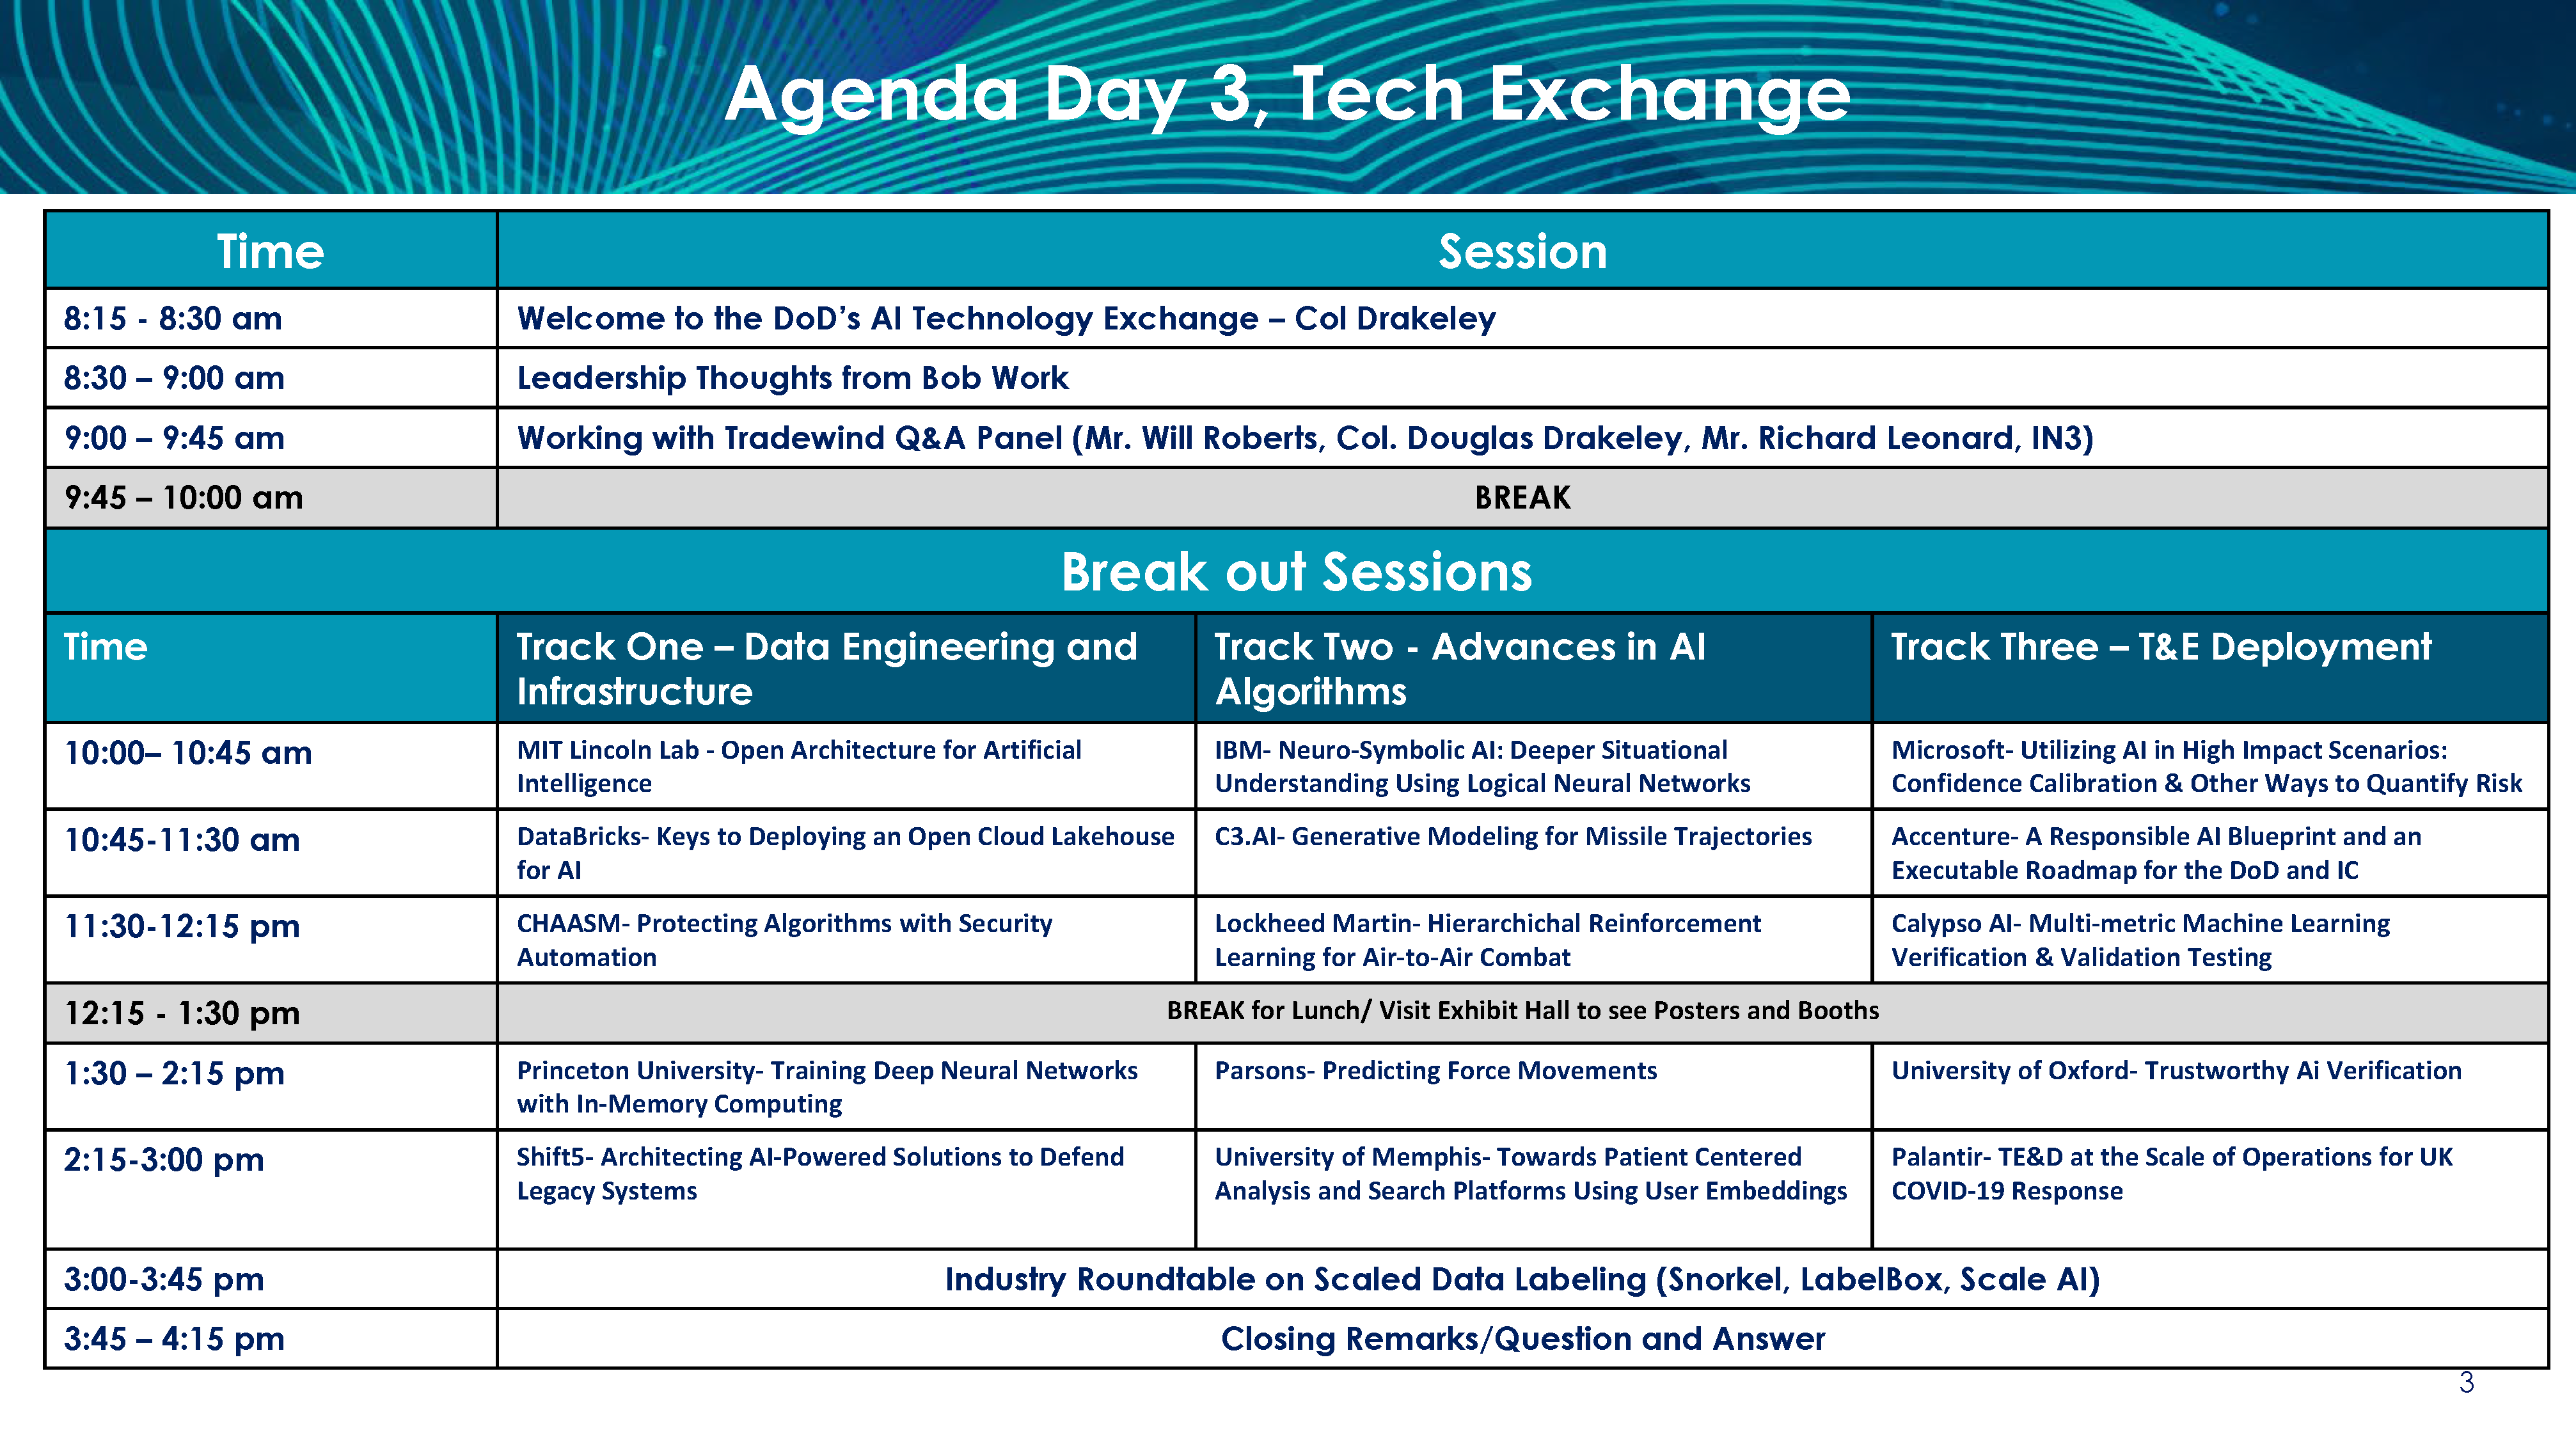 Agenda Day 3, Tech Exchange
Time
Session
8:15 - 8:30 am
Welcome to the DoD’s AI Technology Exchange – Col Drakeley
8:30 – 9:00 am
Leadership Thoughts from Bob Work
9:00 – 9:45 am
Working with Tradewind Q&A Panel (Mr. Will Roberts, Col. Douglas Drakeley, Mr. Richard Leonard, IN3)
9:45 – 10:00 am
BREAK
Break out Sessions
Time
Track One – Data Engineering and
Infrastructure
Track Two - Advances in AI
Algorithms
Track Three – T&E Deployment
10:00– 10:45 am
MIT Lincoln Lab - Open Architecture for Artificial
Intelligence
IBM- Neuro-Symbolic AI: Deeper Situational
Understanding Using Logical Neural Networks
Microsoft- Utilizing AI in High Impact Scenarios:
Confidence Calibration & Other Ways to Quantify Risk
10:45-11:30 am
DataBricks- Keys to Deploying an Open Cloud Lakehouse
for AI
C3.AI- Generative Modeling for Missile Trajectories
Accenture- A Responsible AI Blueprint and an
Executable Roadmap for the DoD and IC
11:30-12:15 pm
CHAASM- Protecting Algorithms with Security
Automation
Lockheed Martin- Hierarchichal Reinforcement
Learning for Air-to-Air Combat
Calypso AI- Multi-metric Machine Learning
Verification & Validation Testing
12:15 - 1:30 pm
BREAK for Lunch/ Visit Exhibit Hall to see Posters and Booths
1:30 – 2:15 pm
Princeton University- Training Deep Neural Networks
with In-Memory Computing
Parsons- Predicting Force Movements
University of Oxford- Trustworthy Ai Verification
2:15-3:00 pm
Shift5- Architecting AI-Powered Solutions to Defend
Legacy Systems
University of Memphis- Towards Patient Centered
Analysis and Search Platforms Using User Embeddings
Palantir- TE&D at the Scale of Operations for UK
COVID-19 Response
3:00-3:45 pm
Industry Roundtable on Scaled Data Labeling (Snorkel, LabelBox, Scale AI)
3:45 – 4:15 pm
Closing Remarks/Question and Answer
3